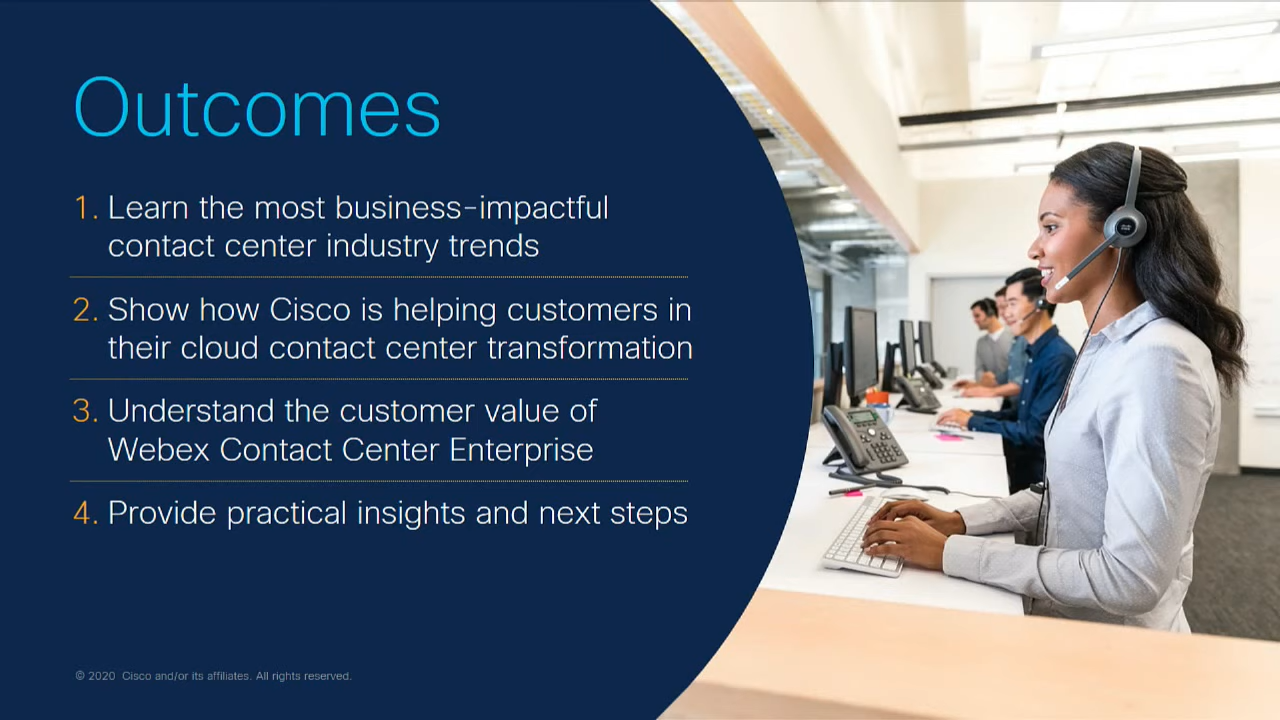 Outcomes
1. Learn the most business-impactful
contact center industry trends
2. Show how Cisco is helping customers in
their cloud contact center transformation
3. Understand the customer value of
Webex Contact Center Enterprise
4. Provide practical insights and next steps
© 2020 Cisco and/or its affiliates. All rights reserved.